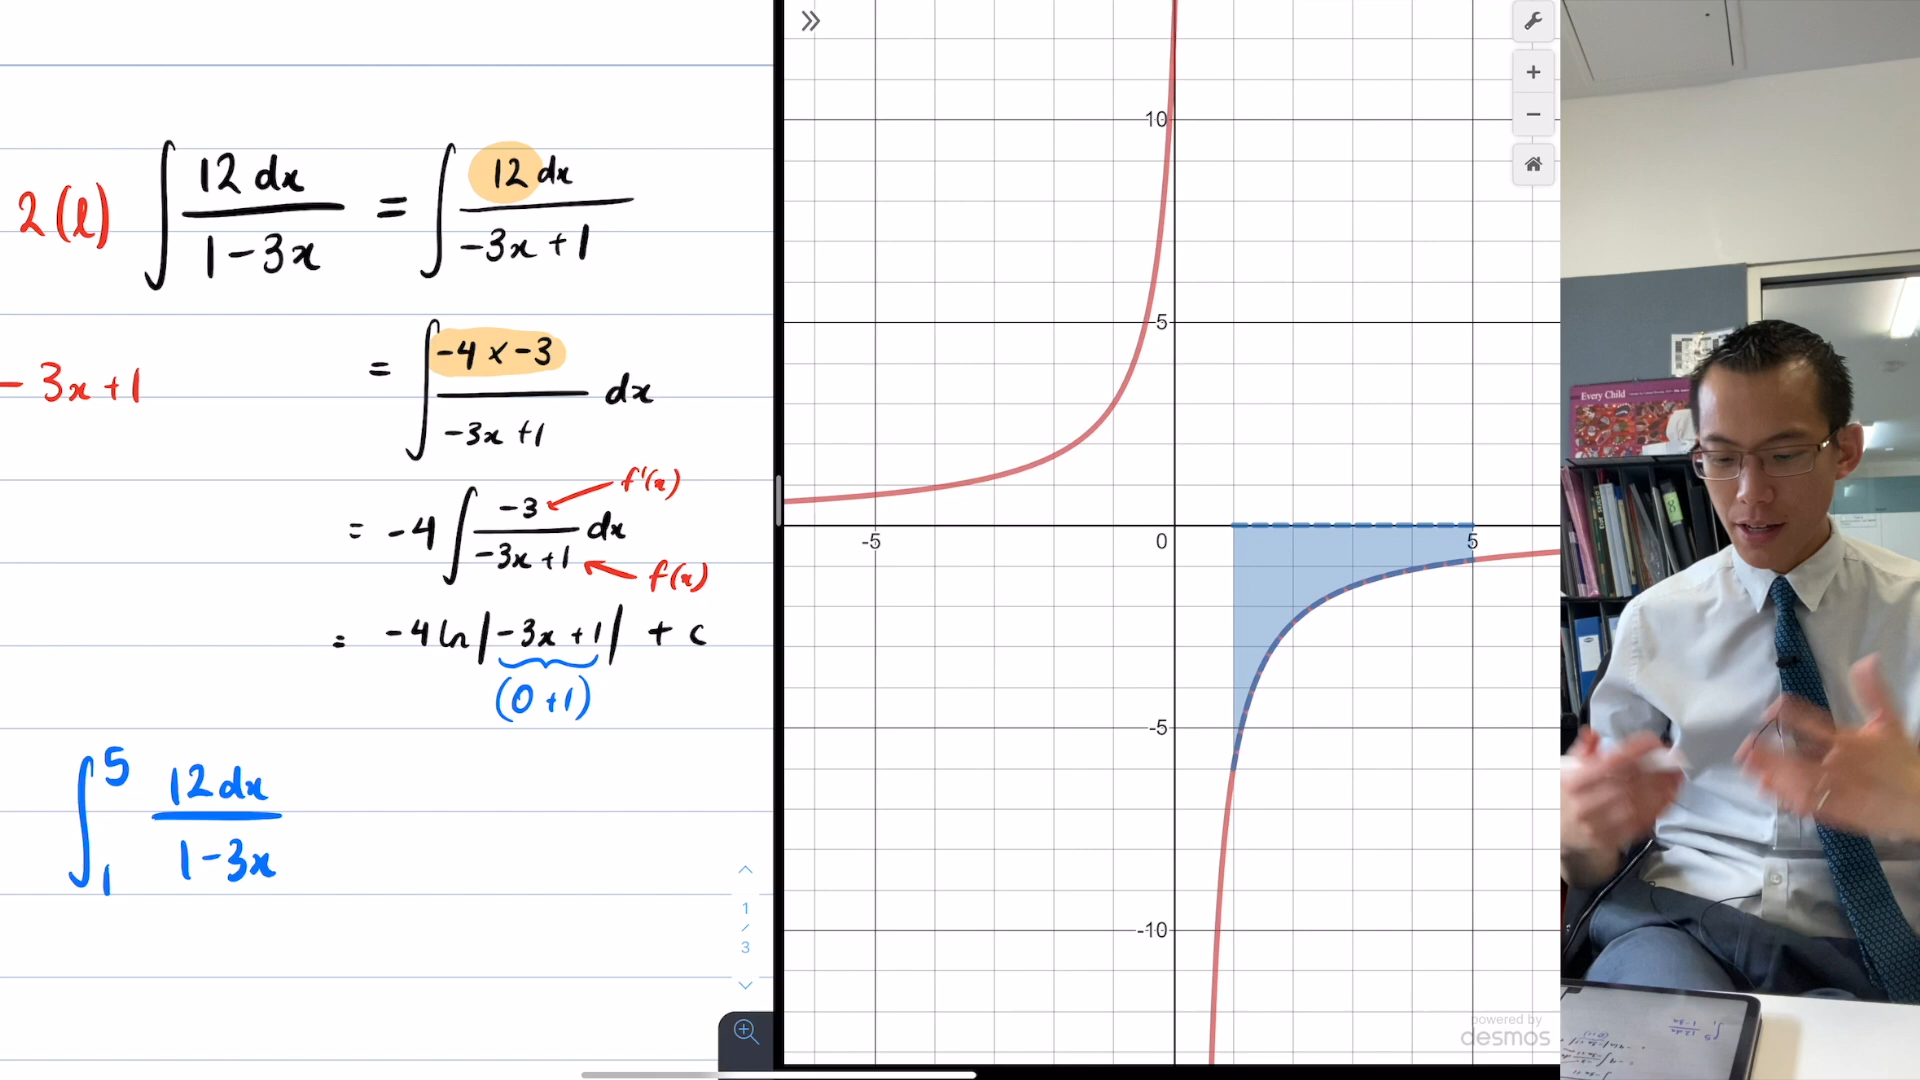 2(l) ∫ 12 dx / 1 − 3x = ∫ 12 dx / −3x + 1
− 3x + 1
= ∫ −4 × −3 / −3x + 1 dx
= −4 ∫ −3 / −3x + 1 dx
f'(x)
f(x)
= −4 ln |−3x + 1| + c
(0 + 1)
∫₁⁵ 12 dx / 1 − 3x
1
/
3
10
5
-5
0
5
-5
-10
powered by
desmos
Every Child